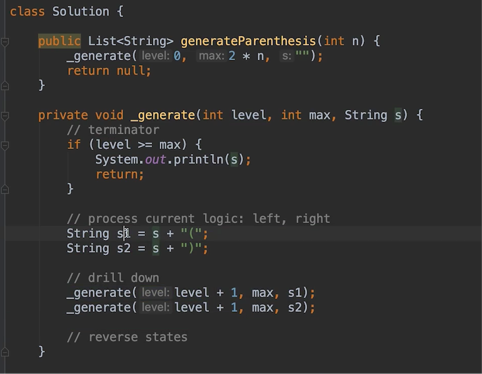 class Solution {
public List<String> generateParenthesis(int n) {
_generate( level: 0, max: 2 * n, s: "");
return null;
}
private void _generate(int level, int max, String s) {
// terminator
if (level >= max) {
System.out.println(s);
return;
}
// process current logic: left, right
String s1 = s + "(";
String s2 = s + ")";
// drill down
_generate( level: level + 1, max, s1);
_generate( level: level + 1, max, s2);
// reverse states
}